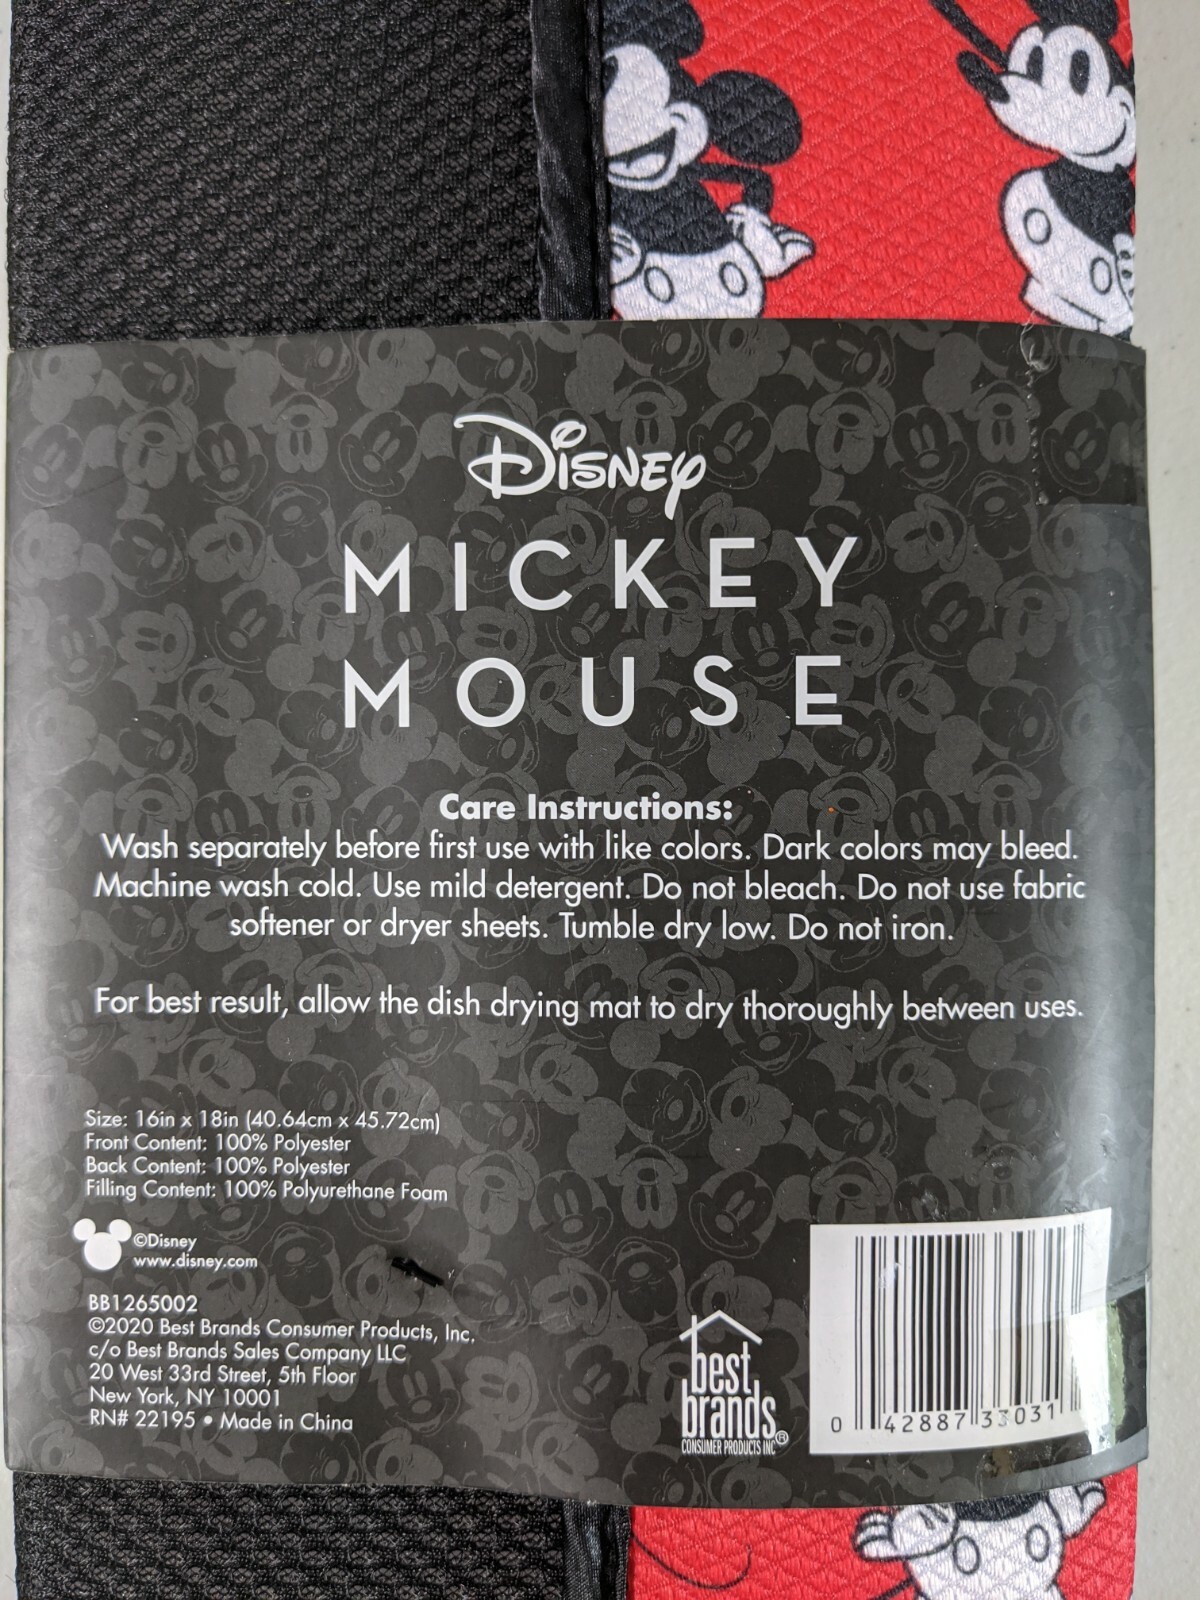 Disney
MICKEY
MOUSE
Care Instructions:
Wash separately before first use with like colors. Dark colors may bleed.
Machine wash cold. Use mild detergent. Do not bleach. Do not use fabric
softener or dryer sheets. Tumble dry low. Do not iron.
For best result, allow the dish drying mat to dry thoroughly between uses.
Size: 16in x 18in (40.64cm x 45.72cm)
Front Content: 100% Polyester
Back Content: 100% Polyester
Filling Content: 100% Polyurethane Foam
©Disney
www.disney.com
BB1265002
©2020 Best Brands Consumer Products, Inc.
c/o Best Brands Sales Company LLC
20 West 33rd Street, 5th Floor
New York, NY 10001
RN# 22195 • Made in China
best
brands®
CONSUMER PRODUCTS INC
0 42887 33031